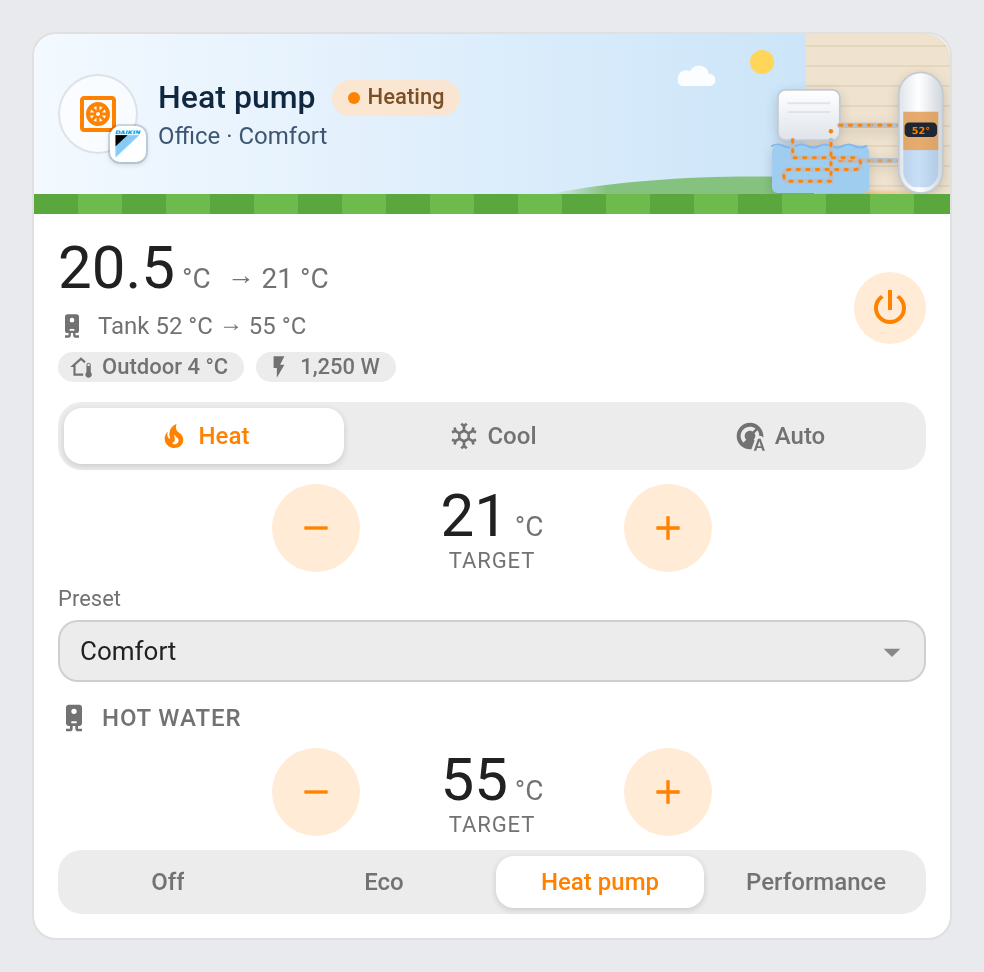 Heat pump
Heating
Office · Comfort
DAIKIN
52°
20.5 °C → 21 °C
Tank 52 °C → 55 °C
Outdoor 4 °C
1,250 W
Heat
Cool
Auto
21 °C
TARGET
Preset
Comfort
HOT WATER
55 °C
TARGET
Off
Eco
Heat pump
Performance